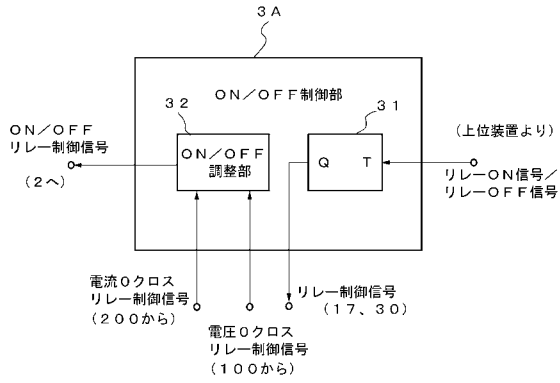 ３Ａ
ＯＮ／ＯＦＦ制御部
３２
３１
ＯＮ／ＯＦＦ
リレー制御信号
（２へ）
ＯＮ／ＯＦＦ
調整部
Ｑ Ｔ
（上位装置より）
リレーＯＮ信号／
リレーＯＦＦ信号
電流０クロス
リレー制御信号
（２００から）
電圧０クロス
リレー制御信号
（１００から）
リレー制御信号
（１７、３０）